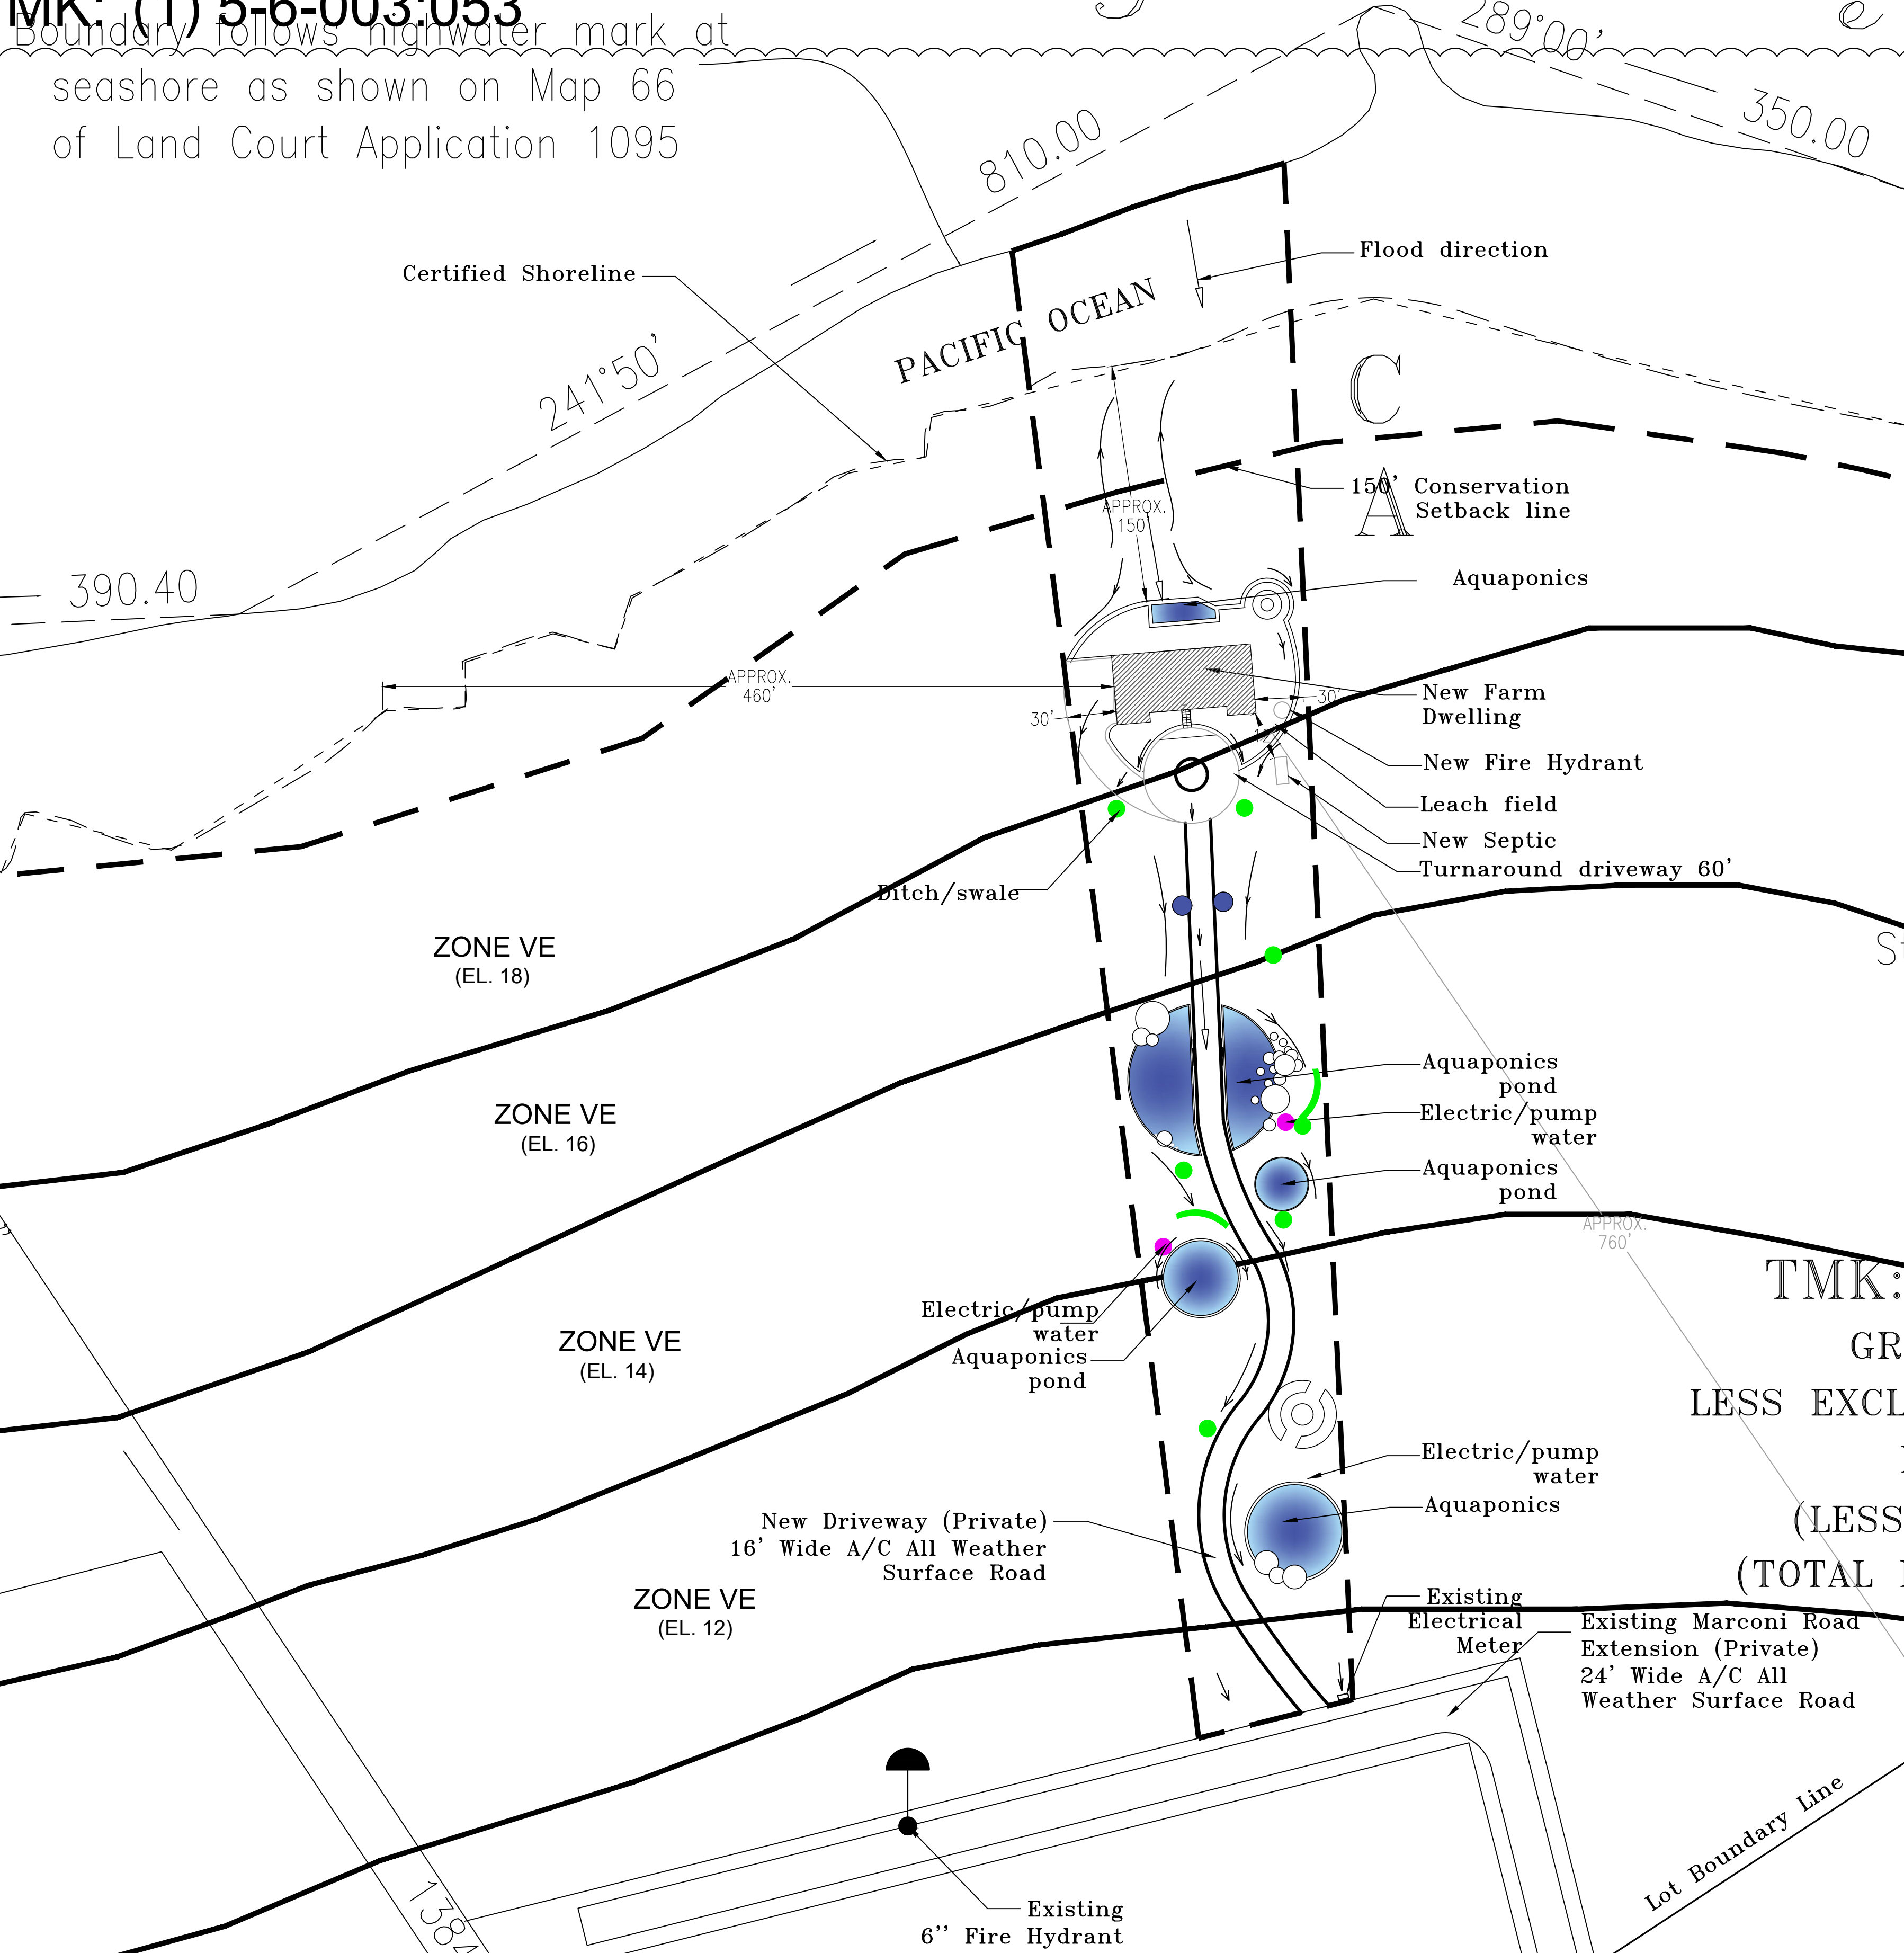 MK: (1) 5-6-003:053
Boundary follows highwater mark at
seashore as shown on Map 66
of Land Court Application 1095
289°00'
350.00
810.00
241°50'
390.40
Certified Shoreline
Flood direction
PACIFIC OCEAN
C
A
150' Conservation
Setback line
APPROX.
150'
Aquaponics
APPROX.
460'
30'
30'
New Farm
Dwelling
New Fire Hydrant
Leach field
New Septic
Turnaround driveway 60'
Ditch/swale
ZONE VE
(EL. 18)
ZONE VE
(EL. 16)
Aquaponics
pond
Electric/pump
water
Aquaponics
pond
APPROX.
760'
TMK:
GR
LESS EXCL
(LESS
(TOTAL
ZONE VE
(EL. 14)
Electric/pump
water
Aquaponics
pond
Electric/pump
water
Aquaponics
New Driveway (Private)
16' Wide A/C All Weather
Surface Road
ZONE VE
(EL. 12)
Existing
Electrical
Meter
Existing Marconi Road
Extension (Private)
24' Wide A/C All
Weather Surface Road
Lot Boundary Line
Existing
6'' Fire Hydrant